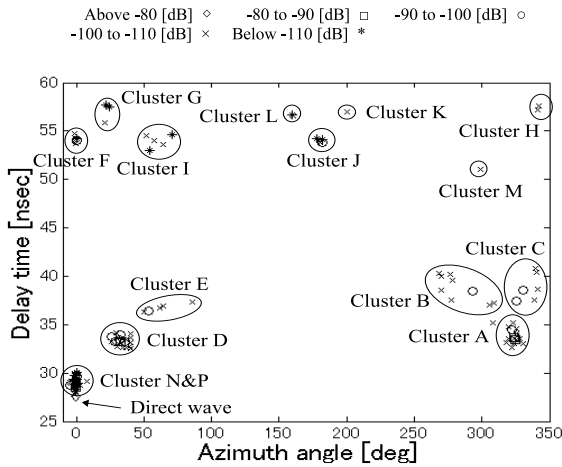 Above -80 [dB] ◇ -80 to -90 [dB] □ -90 to -100 [dB] ○
-100 to -110 [dB] × Below -110 [dB] *
60
55
50
45
40
35
30
25
Delay time [nsec]
Cluster G
Cluster L
Cluster K
Cluster H
Cluster F
Cluster I
Cluster J
Cluster M
Cluster C
Cluster E
Cluster B
Cluster D
Cluster A
Cluster N&P
Direct wave
0 50 100 150 200 250 300 350
Azimuth angle [deg]